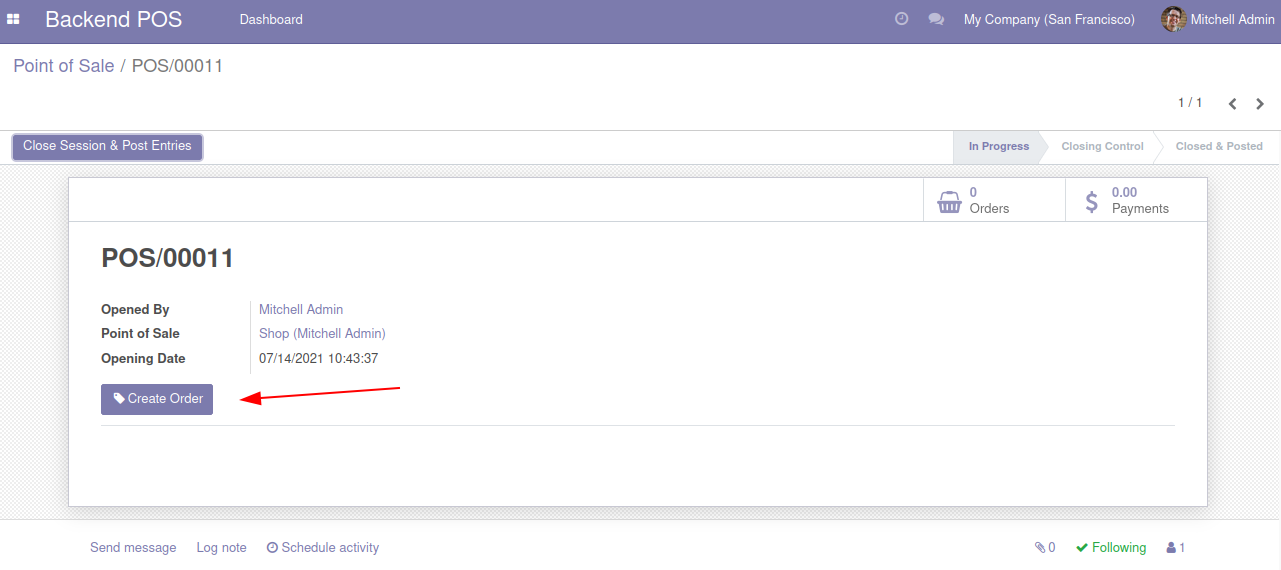 Backend POS Dashboard My Company (San Francisco) Mitchell Admin
Point of Sale / POS/00011
1 / 1
Close Session & Post Entries In Progress Closing Control Closed & Posted
0
Orders
0.00
Payments
POS/00011
Opened By Mitchell Admin
Point of Sale Shop (Mitchell Admin)
Opening Date 07/14/2021 10:43:37
Create Order
Send message Log note Schedule activity 0 Following 1